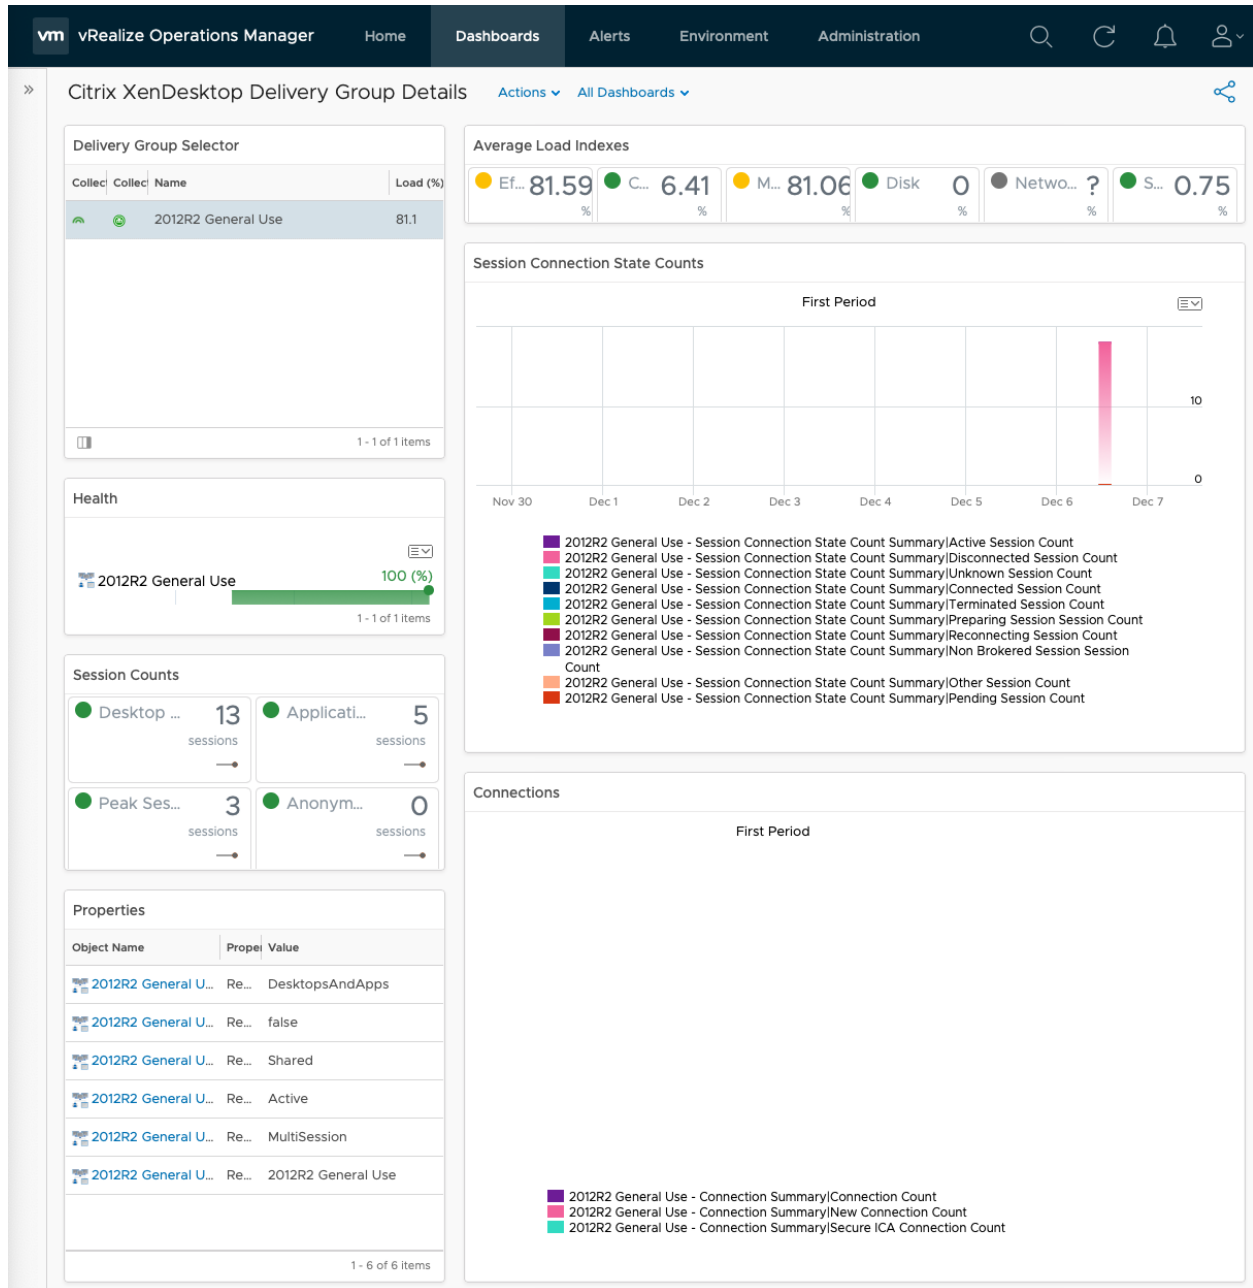 vm vRealize Operations Manager Home Dashboards Alerts Environment Administration
» Citrix XenDesktop Delivery Group Details Actions All Dashboards
Delivery Group Selector
Collec Collec Name Load (%)
2012R2 General Use 81.1
1 - 1 of 1 items
Health
2012R2 General Use 100 (%)
1 - 1 of 1 items
Session Counts
Desktop ... 13 Applicati... 5
sessions sessions
Peak Ses... 3 Anonym... 0
sessions sessions
Properties
Object Name Proper Value
2012R2 General U... Re... DesktopsAndApps
2012R2 General U... Re... false
2012R2 General U... Re... Shared
2012R2 General U... Re... Active
2012R2 General U... Re... MultiSession
2012R2 General U... Re... 2012R2 General Use
1 - 6 of 6 items
Average Load Indexes
Ef... 81.59 C... 6.41 M... 81.06 Disk 0 Netwo... ? S... 0.75
% % % % % %
Session Connection State Counts
First Period
10
0
Nov 30 Dec 1 Dec 2 Dec 3 Dec 4 Dec 5 Dec 6 Dec 7
2012R2 General Use - Session Connection State Count Summary|Active Session Count
2012R2 General Use - Session Connection State Count Summary|Disconnected Session Count
2012R2 General Use - Session Connection State Count Summary|Unknown Session Count
2012R2 General Use - Session Connection State Count Summary|Connected Session Count
2012R2 General Use - Session Connection State Count Summary|Terminated Session Count
2012R2 General Use - Session Connection State Count Summary|Preparing Session Session Count
2012R2 General Use - Session Connection State Count Summary|Reconnecting Session Count
2012R2 General Use - Session Connection State Count Summary|Non Brokered Session Session
Count
2012R2 General Use - Session Connection State Count Summary|Other Session Count
2012R2 General Use - Session Connection State Count Summary|Pending Session Count
Connections
First Period
2012R2 General Use - Connection Summary|Connection Count
2012R2 General Use - Connection Summary|New Connection Count
2012R2 General Use - Connection Summary|Secure ICA Connection Count